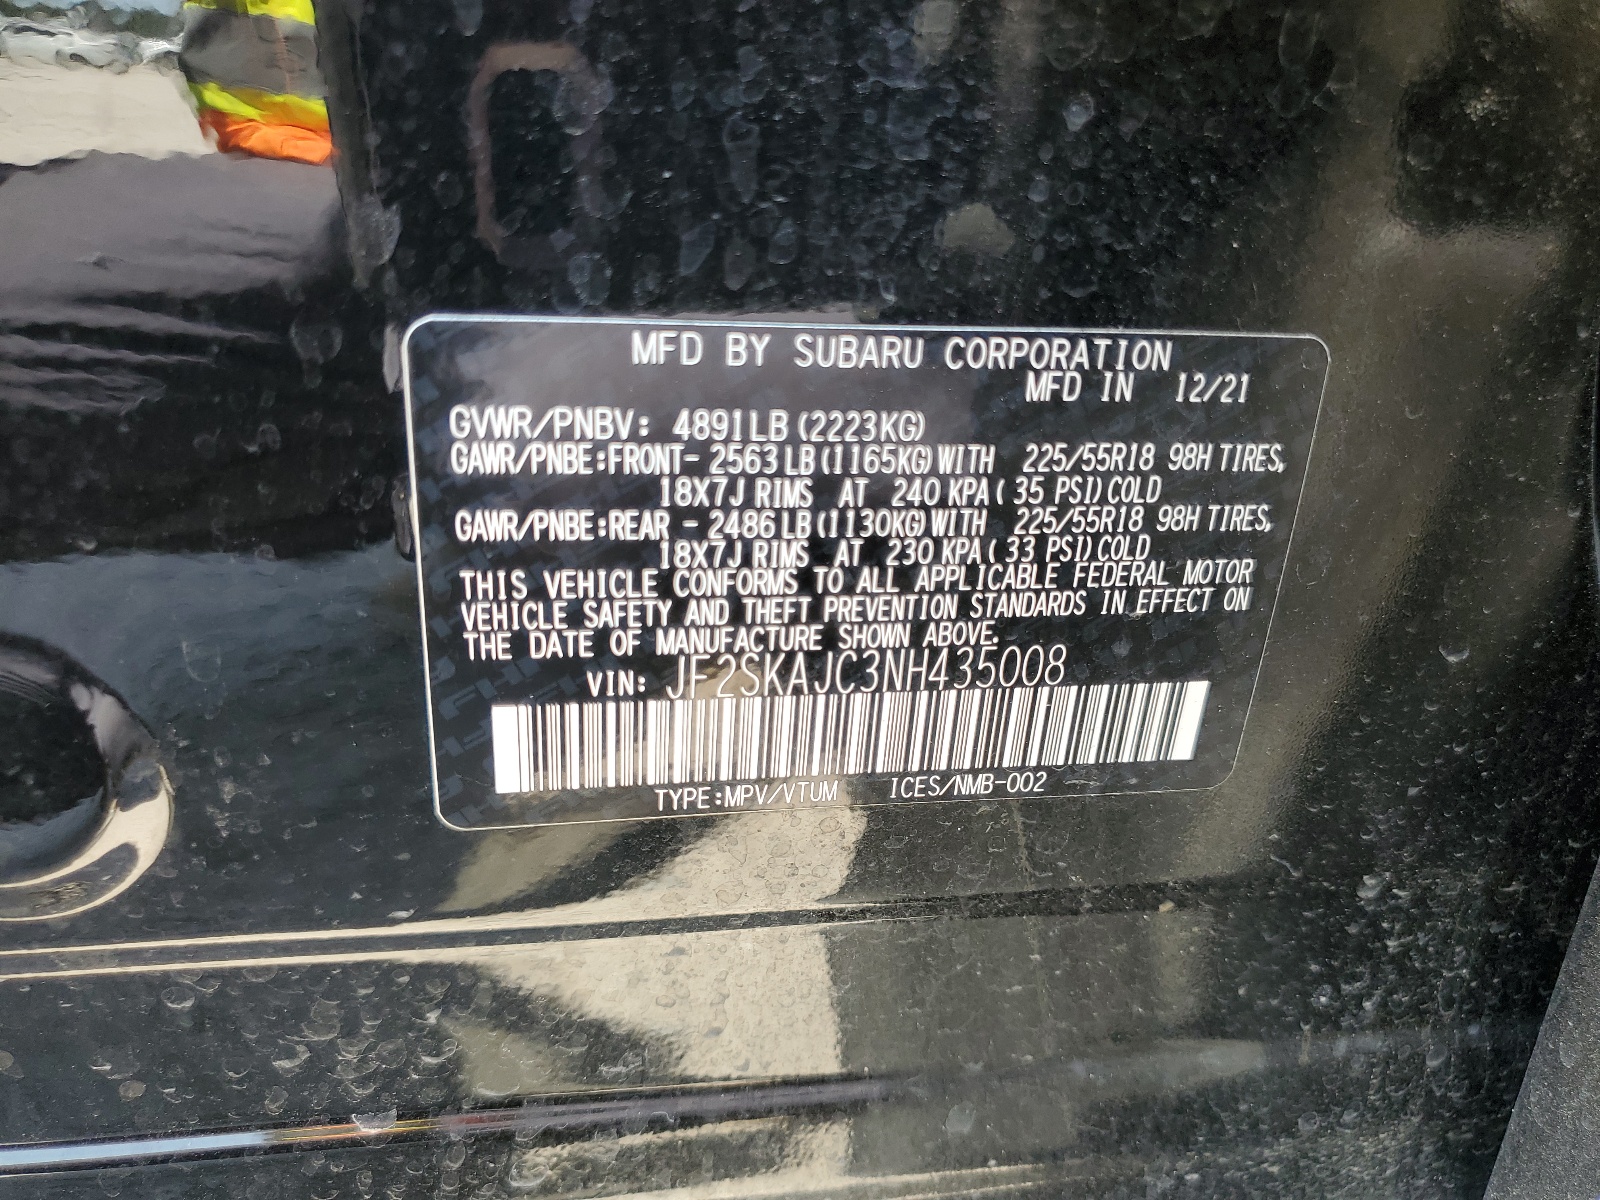 MFD BY SUBARU CORPORATION
MFD IN 12/21
GVWR/PNBV: 4891LB (2223KG)
GAWR/PNBE:FRONT- 2563LB(1165KG)WITH 225/55R18 98H TIRES,
18X7J RIMS AT 240 KPA( 35 PSI)COLD
GAWR/PNBE:REAR - 2486LB(1130KG)WITH 225/55R18 98H TIRES,
18X7J RIMS AT 230 KPA( 33 PSI)COLD
THIS VEHICLE CONFORMS TO ALL APPLICABLE FEDERAL MOTOR
VEHICLE SAFETY AND THEFT PREVENTION STANDARDS IN EFFECT ON
THE DATE OF MANUFACTURE SHOWN ABOVE.
VIN: JF2SKAJC3NH435008
TYPE:MPV/VTUM ICES/NMB-002